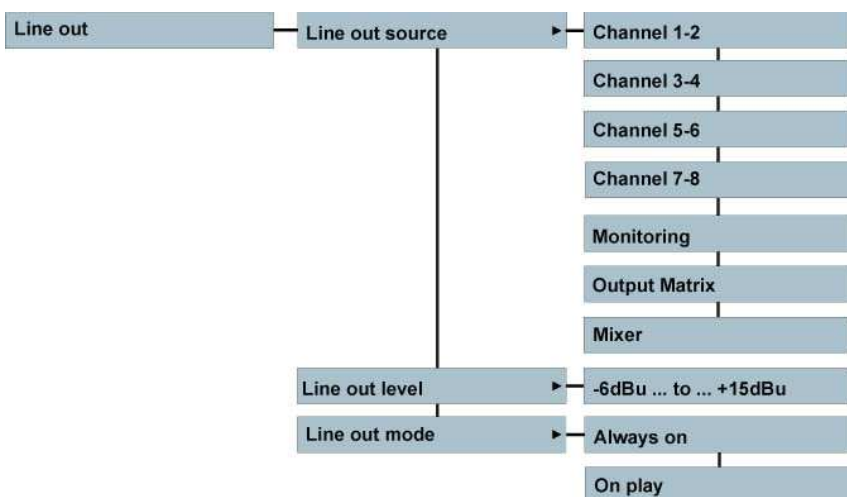 Line out
Line out source
Channel 1-2
Channel 3-4
Channel 5-6
Channel 7-8
Monitoring
Output Matrix
Mixer
Line out level
-6dBu ... to ... +15dBu
Line out mode
Always on
On play